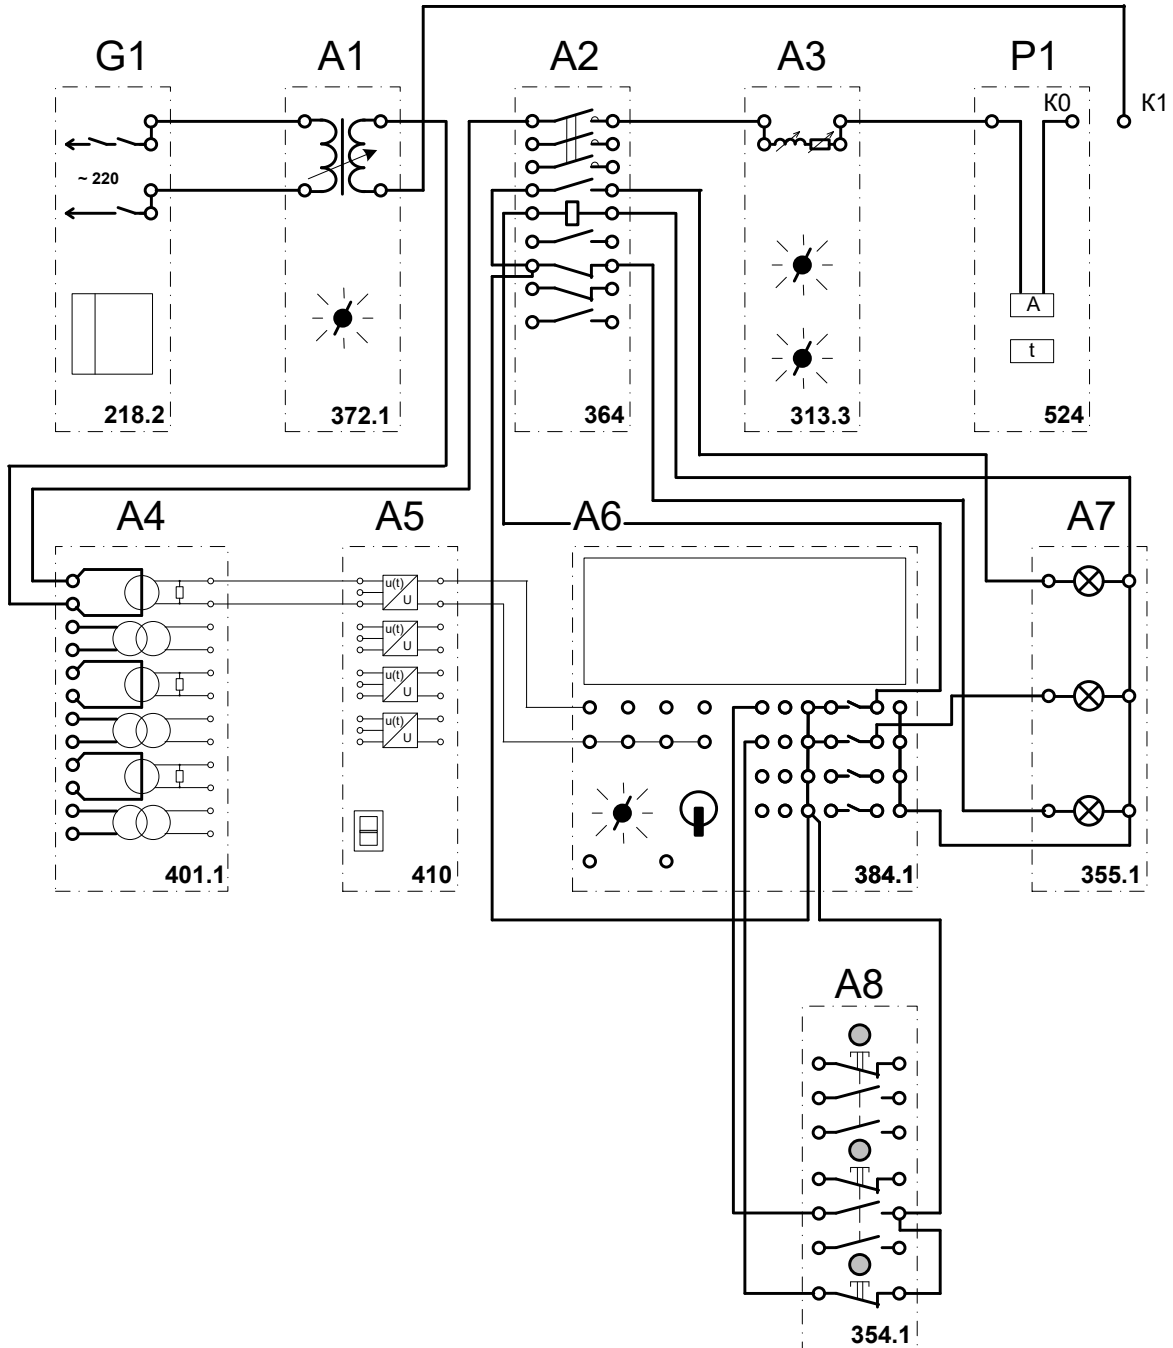 G1
A1
A2
A3
P1
K0
K1
~ 220
A
t
218.2
372.1
364
313.3
524
A4
A5
A6
A7
u(t)
U
u(t)
U
u(t)
U
u(t)
U
401.1
410
384.1
355.1
A8
354.1